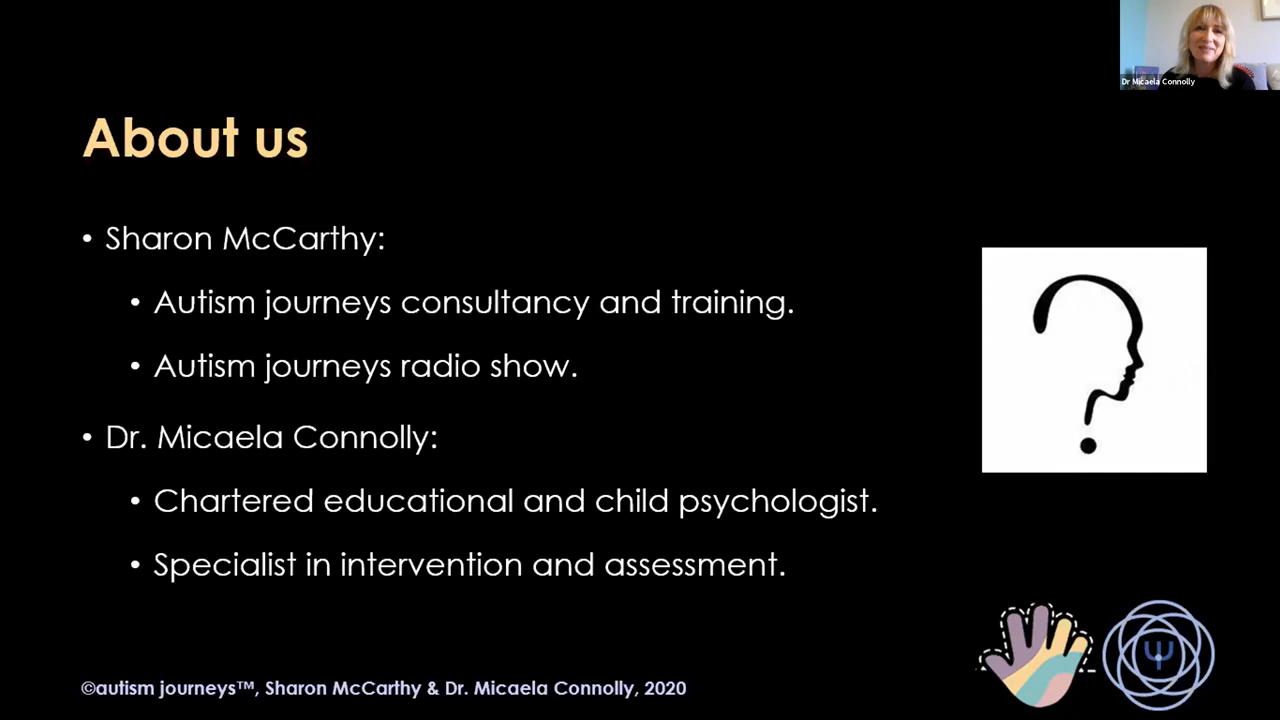 Dr Micaela Connolly
About us
• Sharon McCarthy:
• Autism journeys consultancy and training.
• Autism journeys radio show.
• Dr. Micaela Connolly:
• Chartered educational and child psychologist.
• Specialist in intervention and assessment.
©autism journeys™, Sharon McCarthy & Dr. Micaela Connolly, 2020